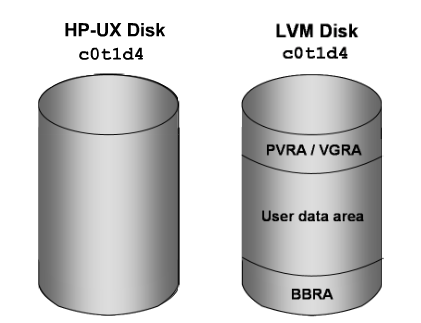 HP-UX Disk
c0t1d4
LVM Disk
c0t1d4
PVRA / VGRA
User data area
BBRA